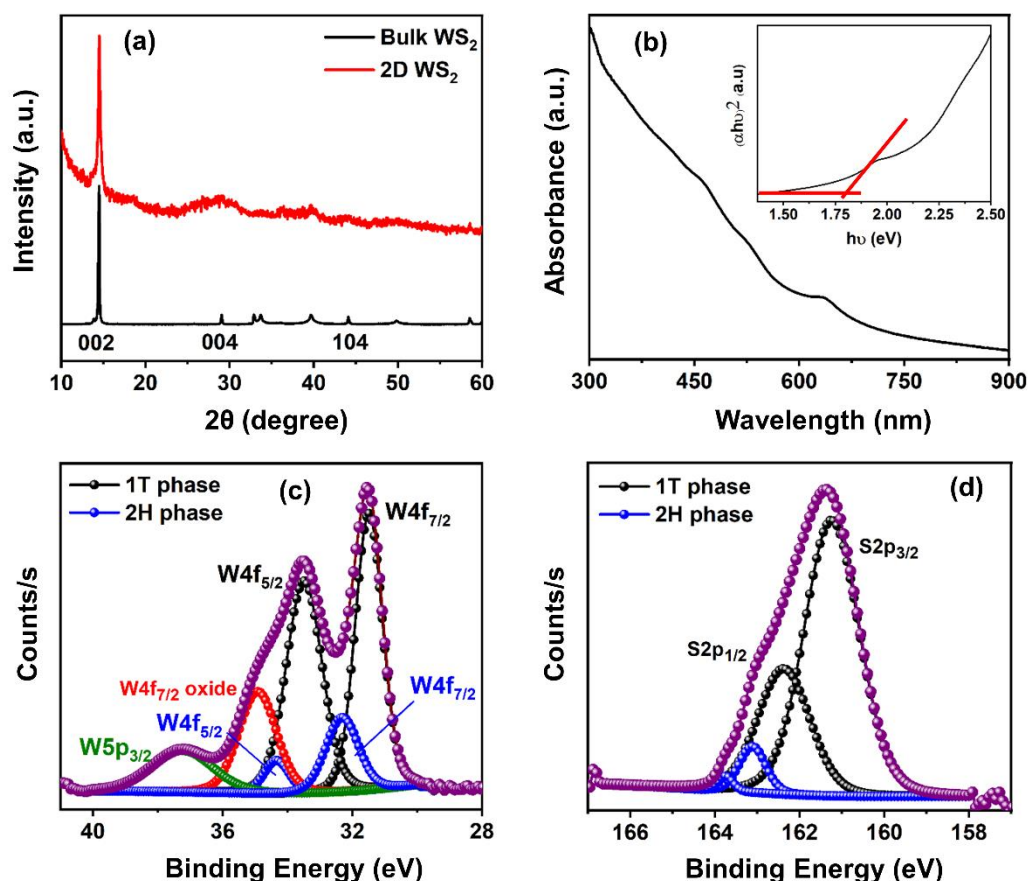 (a)
Bulk WS₂
2D WS₂
Intensity (a.u.)
002
004
104
10 20 30 40 50 60
2θ (degree)
(b)
Absorbance (a.u.)
(αhυ)² (a.u)
1.50 1.75 2.00 2.25 2.50
hυ (eV)
300 450 600 750 900
Wavelength (nm)
1T phase
2H phase
(c)
W4f₇/₂
W4f₅/₂
Counts/s
W4f₇/₂ oxide
W4f₇/₂
W4f₅/₂
W5p₃/₂
40 36 32 28
Binding Energy (eV)
1T phase
2H phase
(d)
S2p₃/₂
S2p₁/₂
Counts/s
166 164 162 160 158
Binding Energy (eV)